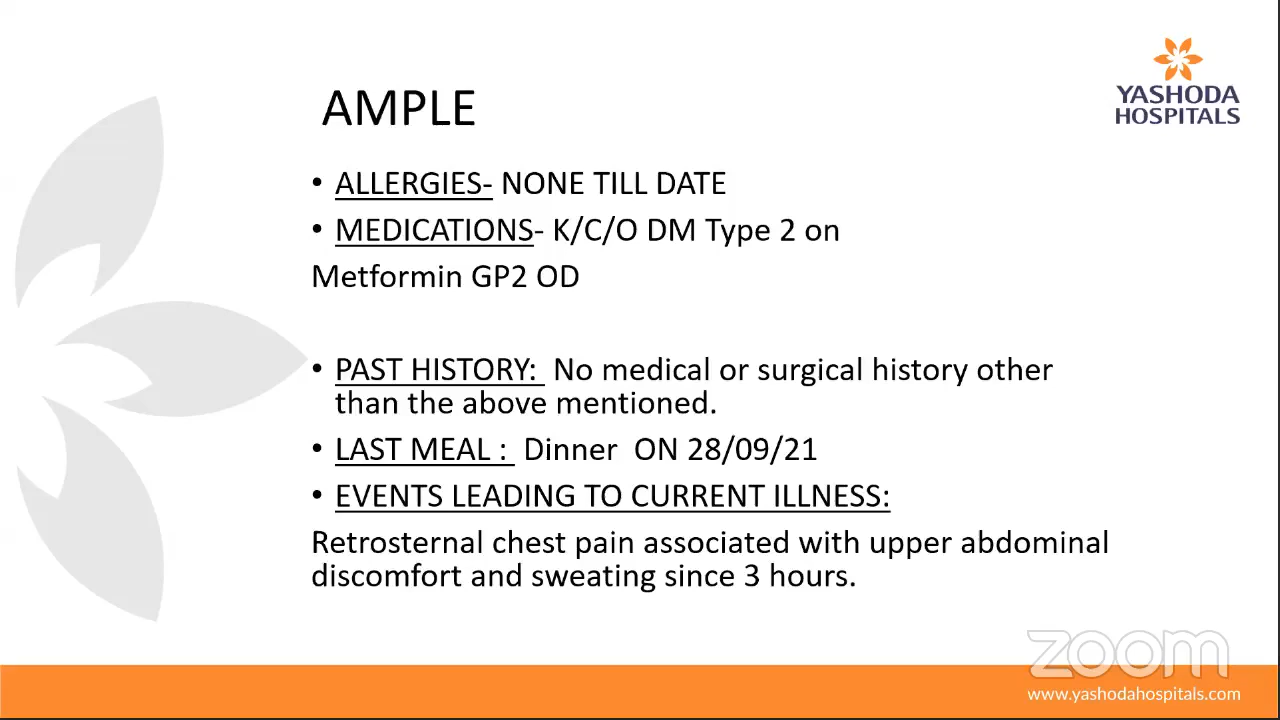 YASHODA
HOSPITALS
AMPLE
• ALLERGIES- NONE TILL DATE
• MEDICATIONS- K/C/O DM Type 2 on
Metformin GP2 OD
• PAST HISTORY: No medical or surgical history other
than the above mentioned.
• LAST MEAL : Dinner ON 28/09/21
• EVENTS LEADING TO CURRENT ILLNESS:
Retrosternal chest pain associated with upper abdominal
discomfort and sweating since 3 hours.
zoom
www.yashodahospitals.com